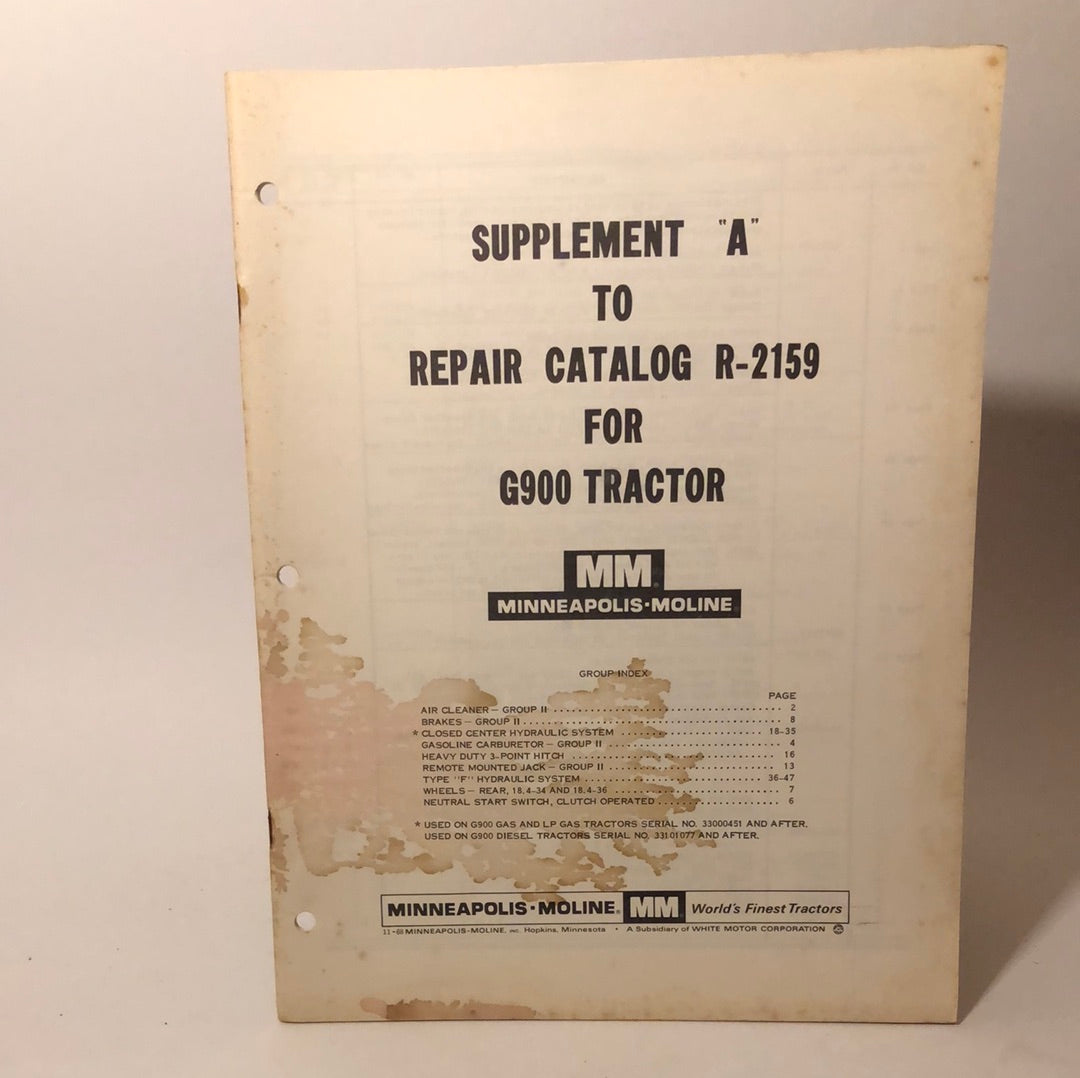 SUPPLEMENT "A"
TO
REPAIR CATALOG R-2159
FOR
G900 TRACTOR
MM®
MINNEAPOLIS-MOLINE
GROUP INDEX
PAGE
AIR CLEANER — GROUP II .......... 2
BRAKES — GROUP II .......... 8
* CLOSED CENTER HYDRAULIC SYSTEM .......... 18-35
GASOLINE CARBURETOR — GROUP II .......... 4
HEAVY DUTY 3-POINT HITCH .......... 16
REMOTE MOUNTED JACK — GROUP II .......... 13
TYPE "F" HYDRAULIC SYSTEM .......... 36-47
WHEELS — REAR, 18.4-34 AND 18.4-36 .......... 7
NEUTRAL START SWITCH, CLUTCH OPERATED .......... 6
* USED ON G900 GAS AND LP GAS TRACTORS SERIAL NO. 33000451 AND AFTER.
USED ON G900 DIESEL TRACTORS SERIAL NO. 33101077 AND AFTER.
MINNEAPOLIS-MOLINE® MM® World's Finest Tractors
11-68 MINNEAPOLIS-MOLINE, INC. Hopkins, Minnesota • A Subsidiary of WHITE MOTOR CORPORATION